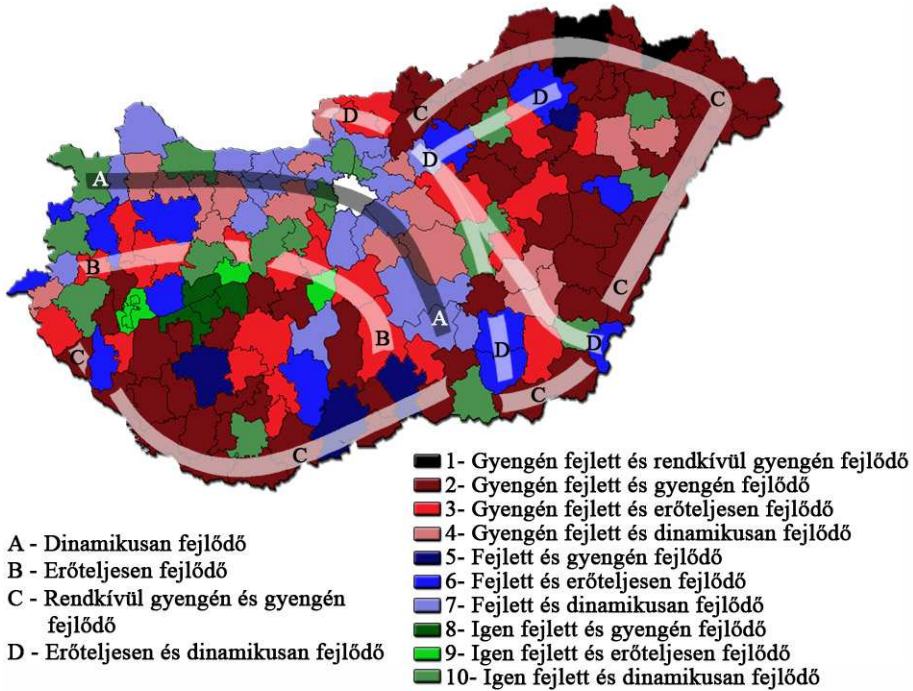 D
C
D
C
D
A
B
C
A
B
D
D
C
C
C
1- Gyengén fejlett és rendkívül gyengén fejlődő
2- Gyengén fejlett és gyengén fejlődő
3- Gyengén fejlett és erőteljesen fejlődő
4- Gyengén fejlett és dinamikusan fejlődő
5- Fejlett és gyengén fejlődő
6- Fejlett és erőteljesen fejlődő
7- Fejlett és dinamikusan fejlődő
8- Igen fejlett és gyengén fejlődő
9- Igen fejlett és erőteljesen fejlődő
10- Igen fejlett és dinamikusan fejlődő
A - Dinamikusan fejlődő
B - Erőteljesen fejlődő
C - Rendkívül gyengén és gyengén
fejlődő
D - Erőteljesen és dinamikusan fejlődő